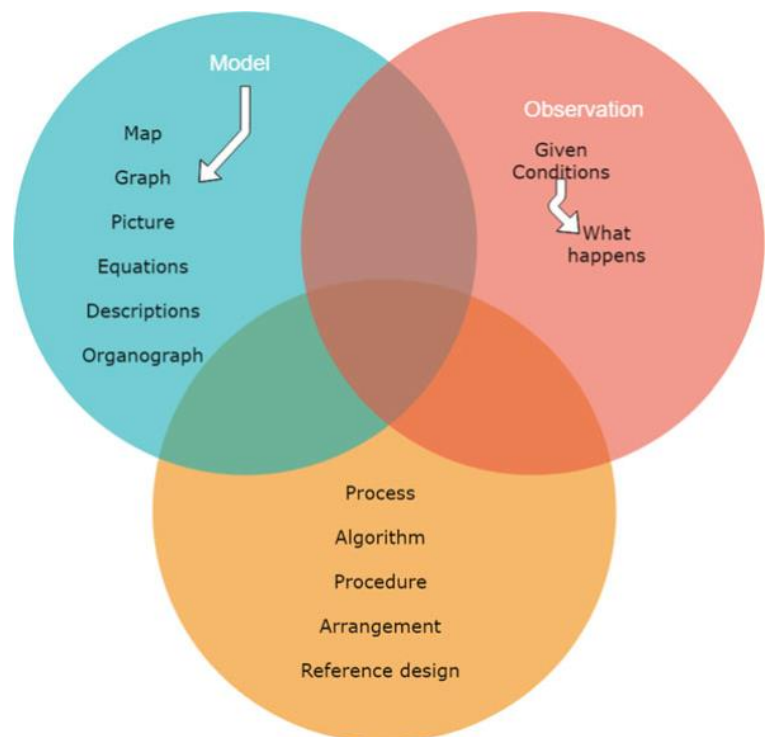 Model
Map
Graph
Picture
Equations
Descriptions
Organograph
Observation
Given
Conditions
What
happens
Process
Algorithm
Procedure
Arrangement
Reference design